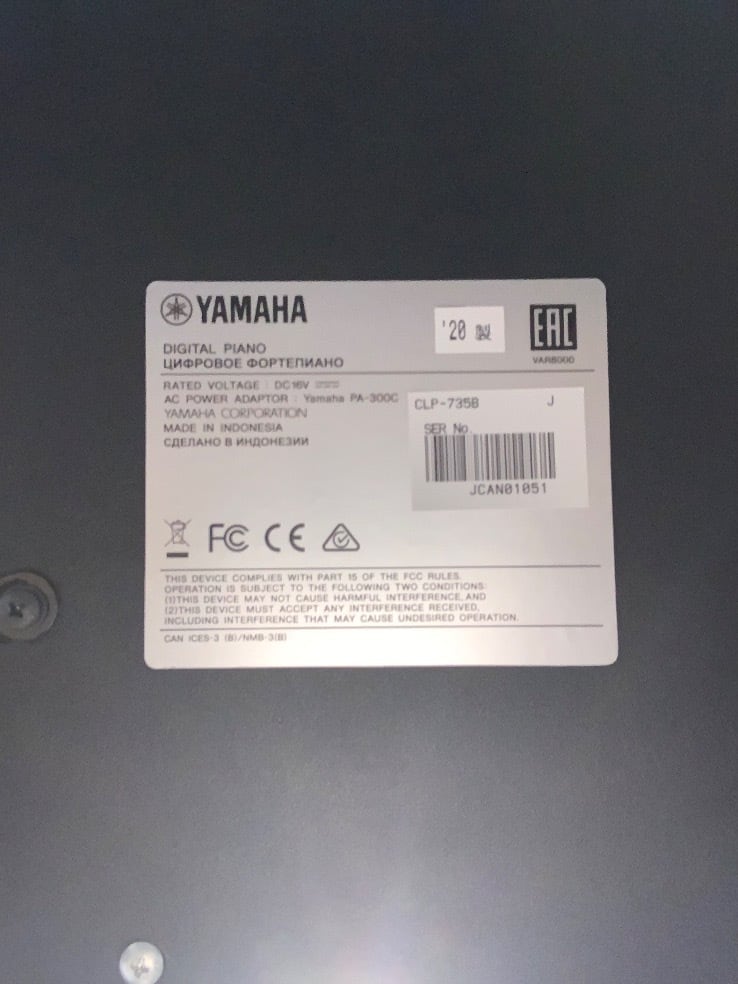 YAMAHA
'20
EAC
VAR8000
DIGITAL PIANO
ЦИФРОВОЕ ФОРТЕПИАНО
RATED VOLTAGE : DC 16V
AC POWER ADAPTOR : Yamaha PA-300C
YAMAHA CORPORATION
MADE IN INDONESIA
СДЕЛАНО В ИНДОНЕЗИИ
CLP-735B J
SER No.
JCAN01051
FC CE
THIS DEVICE COMPLIES WITH PART 15 OF THE FCC RULES.
OPERATION IS SUBJECT TO THE FOLLOWING TWO CONDITIONS:
(1)THIS DEVICE MAY NOT CAUSE HARMFUL INTERFERENCE, AND
(2)THIS DEVICE MUST ACCEPT ANY INTERFERENCE RECEIVED,
INCLUDING INTERFERENCE THAT MAY CAUSE UNDESIRED OPERATION.
CAN ICES-3 (B)/NMB-3(B)